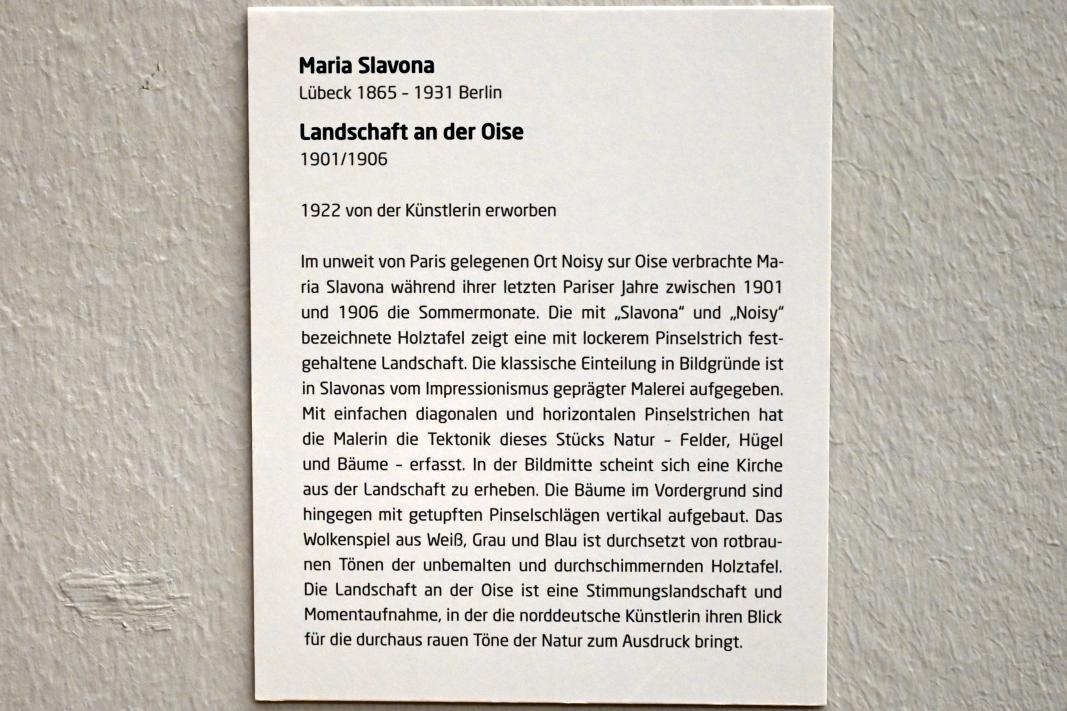 Maria Slavona
Lübeck 1865 – 1931 Berlin
Landschaft an der Oise
1901/1906
1922 von der Künstlerin erworben
Im unweit von Paris gelegenen Ort Noisy sur Oise verbrachte Ma-
ria Slavona während ihrer letzten Pariser Jahre zwischen 1901
und 1906 die Sommermonate. Die mit „Slavona“ und „Noisy“
bezeichnete Holztafel zeigt eine mit lockerem Pinselstrich fest-
gehaltene Landschaft. Die klassische Einteilung in Bildgründe ist
in Slavonas vom Impressionismus geprägter Malerei aufgegeben.
Mit einfachen diagonalen und horizontalen Pinselstrichen hat
die Malerin die Tektonik dieses Stücks Natur – Felder, Hügel
und Bäume – erfasst. In der Bildmitte scheint sich eine Kirche
aus der Landschaft zu erheben. Die Bäume im Vordergrund sind
hingegen mit getupften Pinselschlägen vertikal aufgebaut. Das
Wolkenspiel aus Weiß, Grau und Blau ist durchsetzt von rotbrau-
nen Tönen der unbemalten und durchschimmernden Holztafel.
Die Landschaft an der Oise ist eine Stimmungslandschaft und
Momentaufnahme, in der die norddeutsche Künstlerin ihren Blick
für die durchaus rauen Töne der Natur zum Ausdruck bringt.